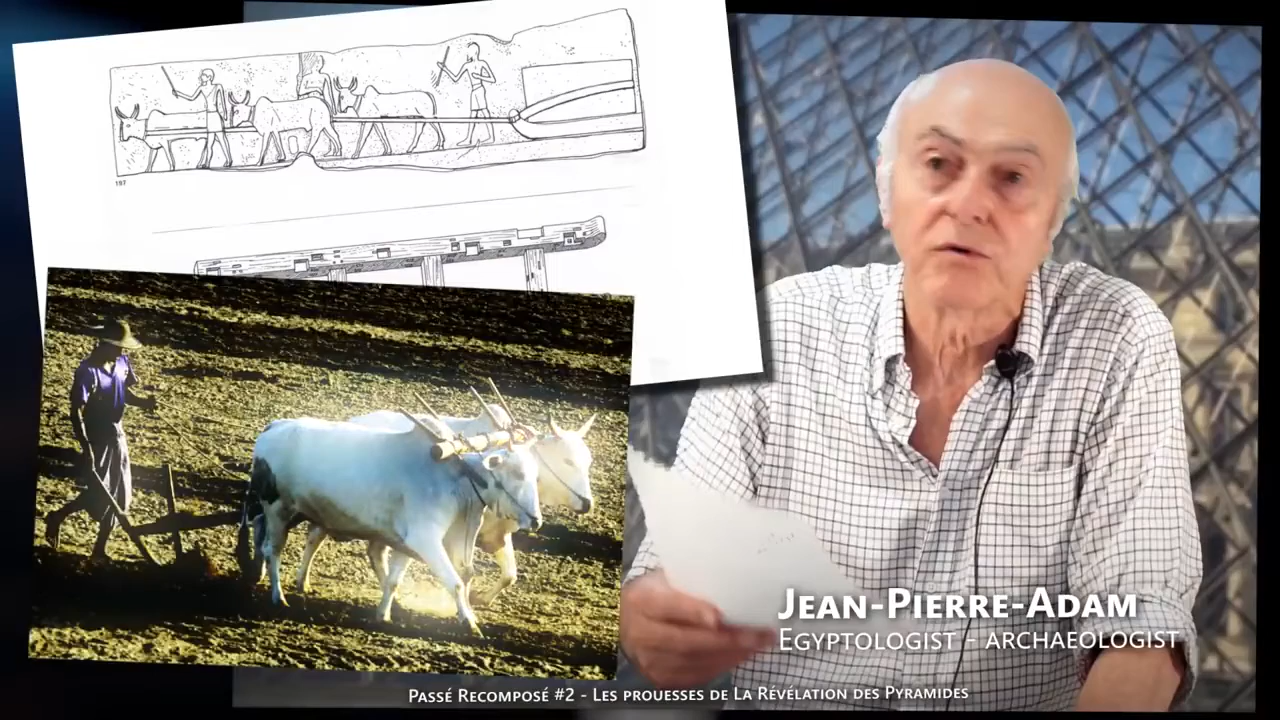 197
Jean-Pierre-Adam
Egyptologist - archaeologist
Passé Recomposé #2 - Les prouesses de La Révélation des Pyramides